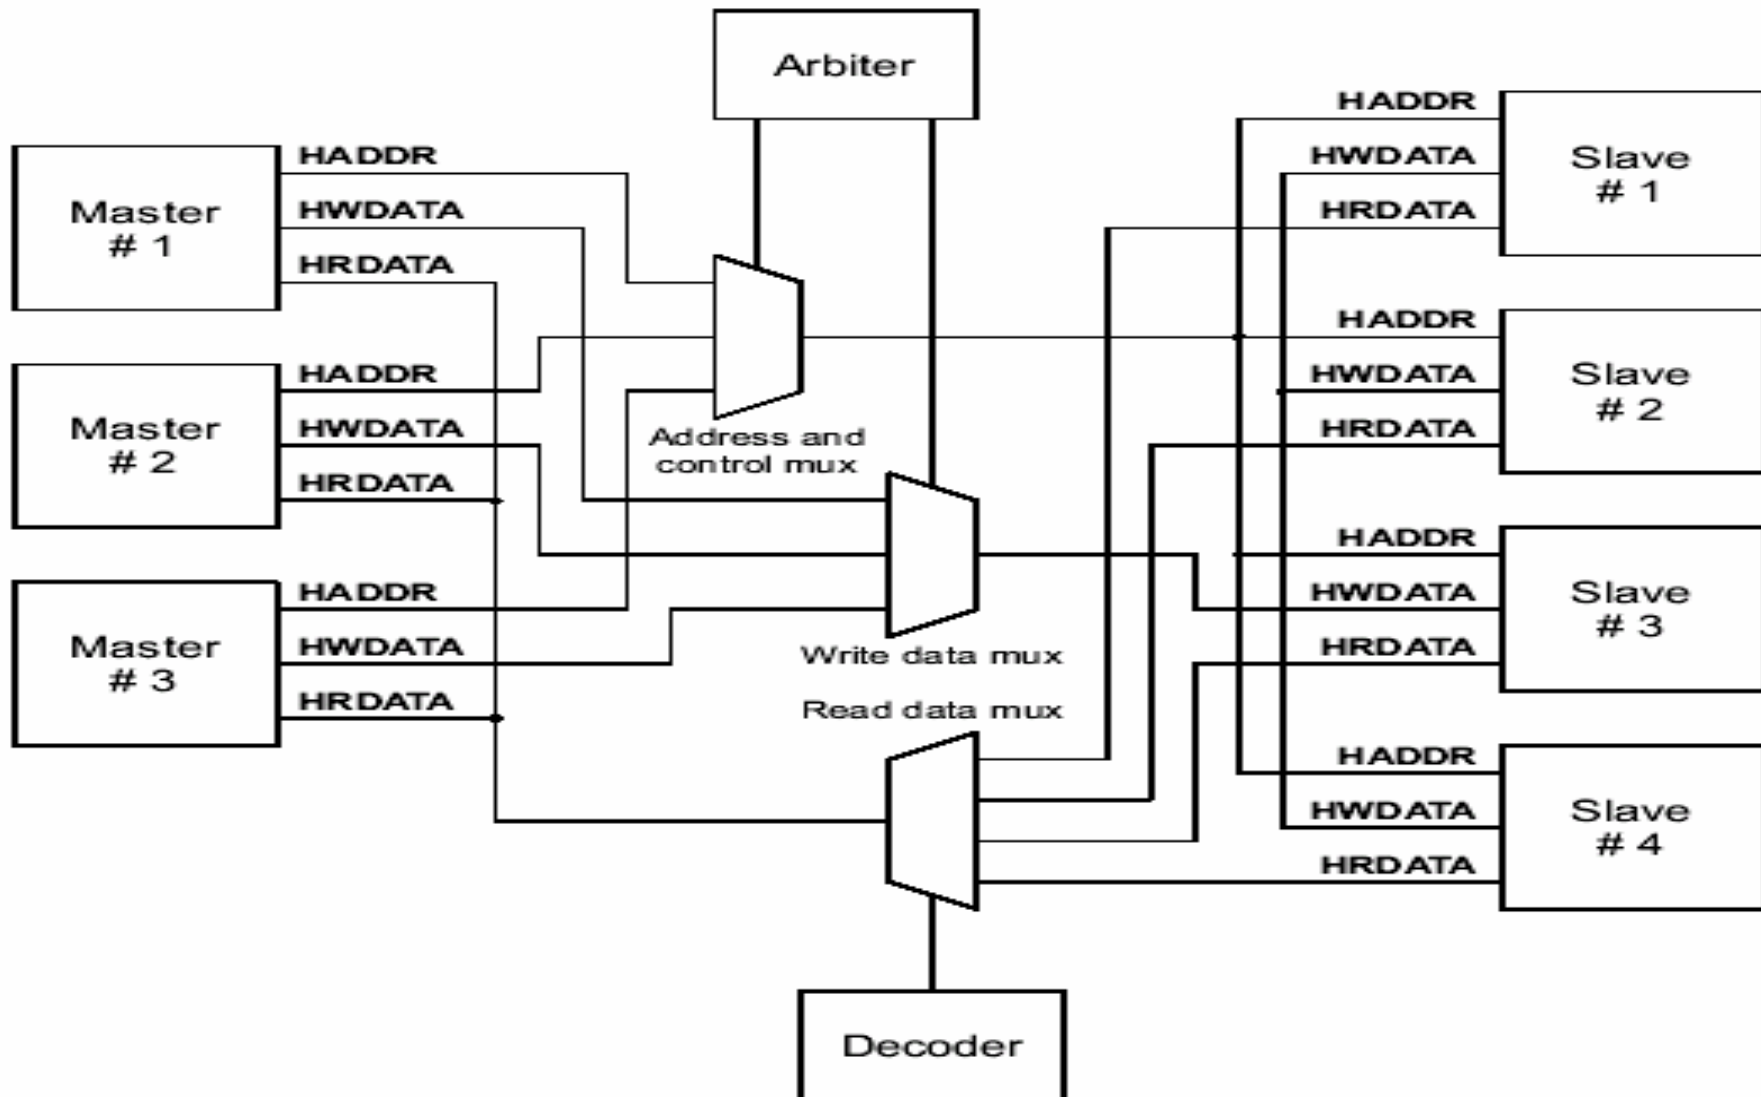 Arbiter
Master
# 1
HADDR
HWDATA
HRDATA
Master
# 2
HADDR
HWDATA
HRDATA
Master
# 3
HADDR
HWDATA
HRDATA
Address and
control mux
Write data mux
Read data mux
Decoder
HADDR
HWDATA
HRDATA
Slave
# 1
HADDR
HWDATA
HRDATA
Slave
# 2
HADDR
HWDATA
HRDATA
Slave
# 3
HADDR
HWDATA
HRDATA
Slave
# 4